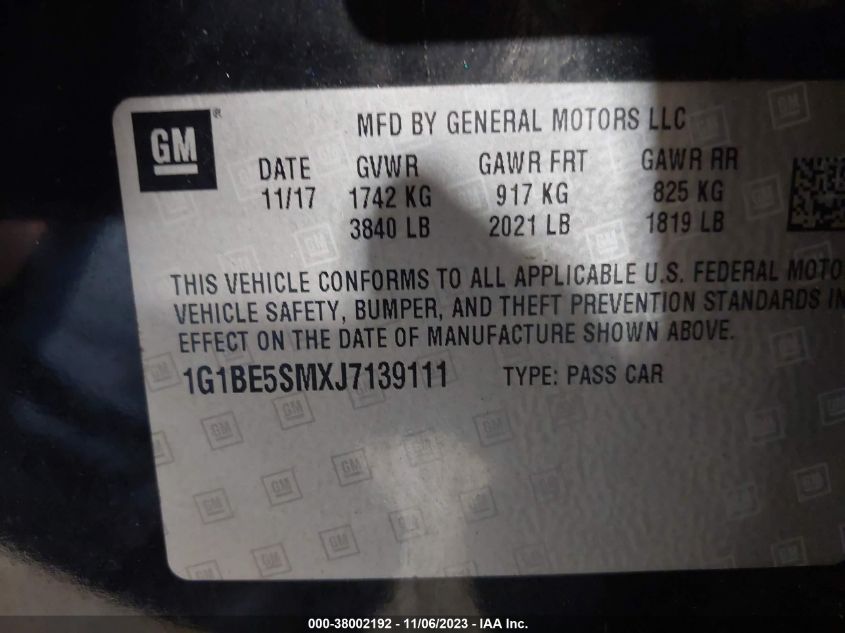 GM
MFD BY GENERAL MOTORS LLC
DATE GVWR GAWR FRT GAWR RR
11/17 1742 KG 917 KG 825 KG
3840 LB 2021 LB 1819 LB
THIS VEHICLE CONFORMS TO ALL APPLICABLE U.S. FEDERAL MOTO
VEHICLE SAFETY, BUMPER, AND THEFT PREVENTION STANDARDS IN
EFFECT ON THE DATE OF MANUFACTURE SHOWN ABOVE.
1G1BE5SMXJ7139111 TYPE: PASS CAR
000-38002192 - 11/06/2023 - IAA Inc.